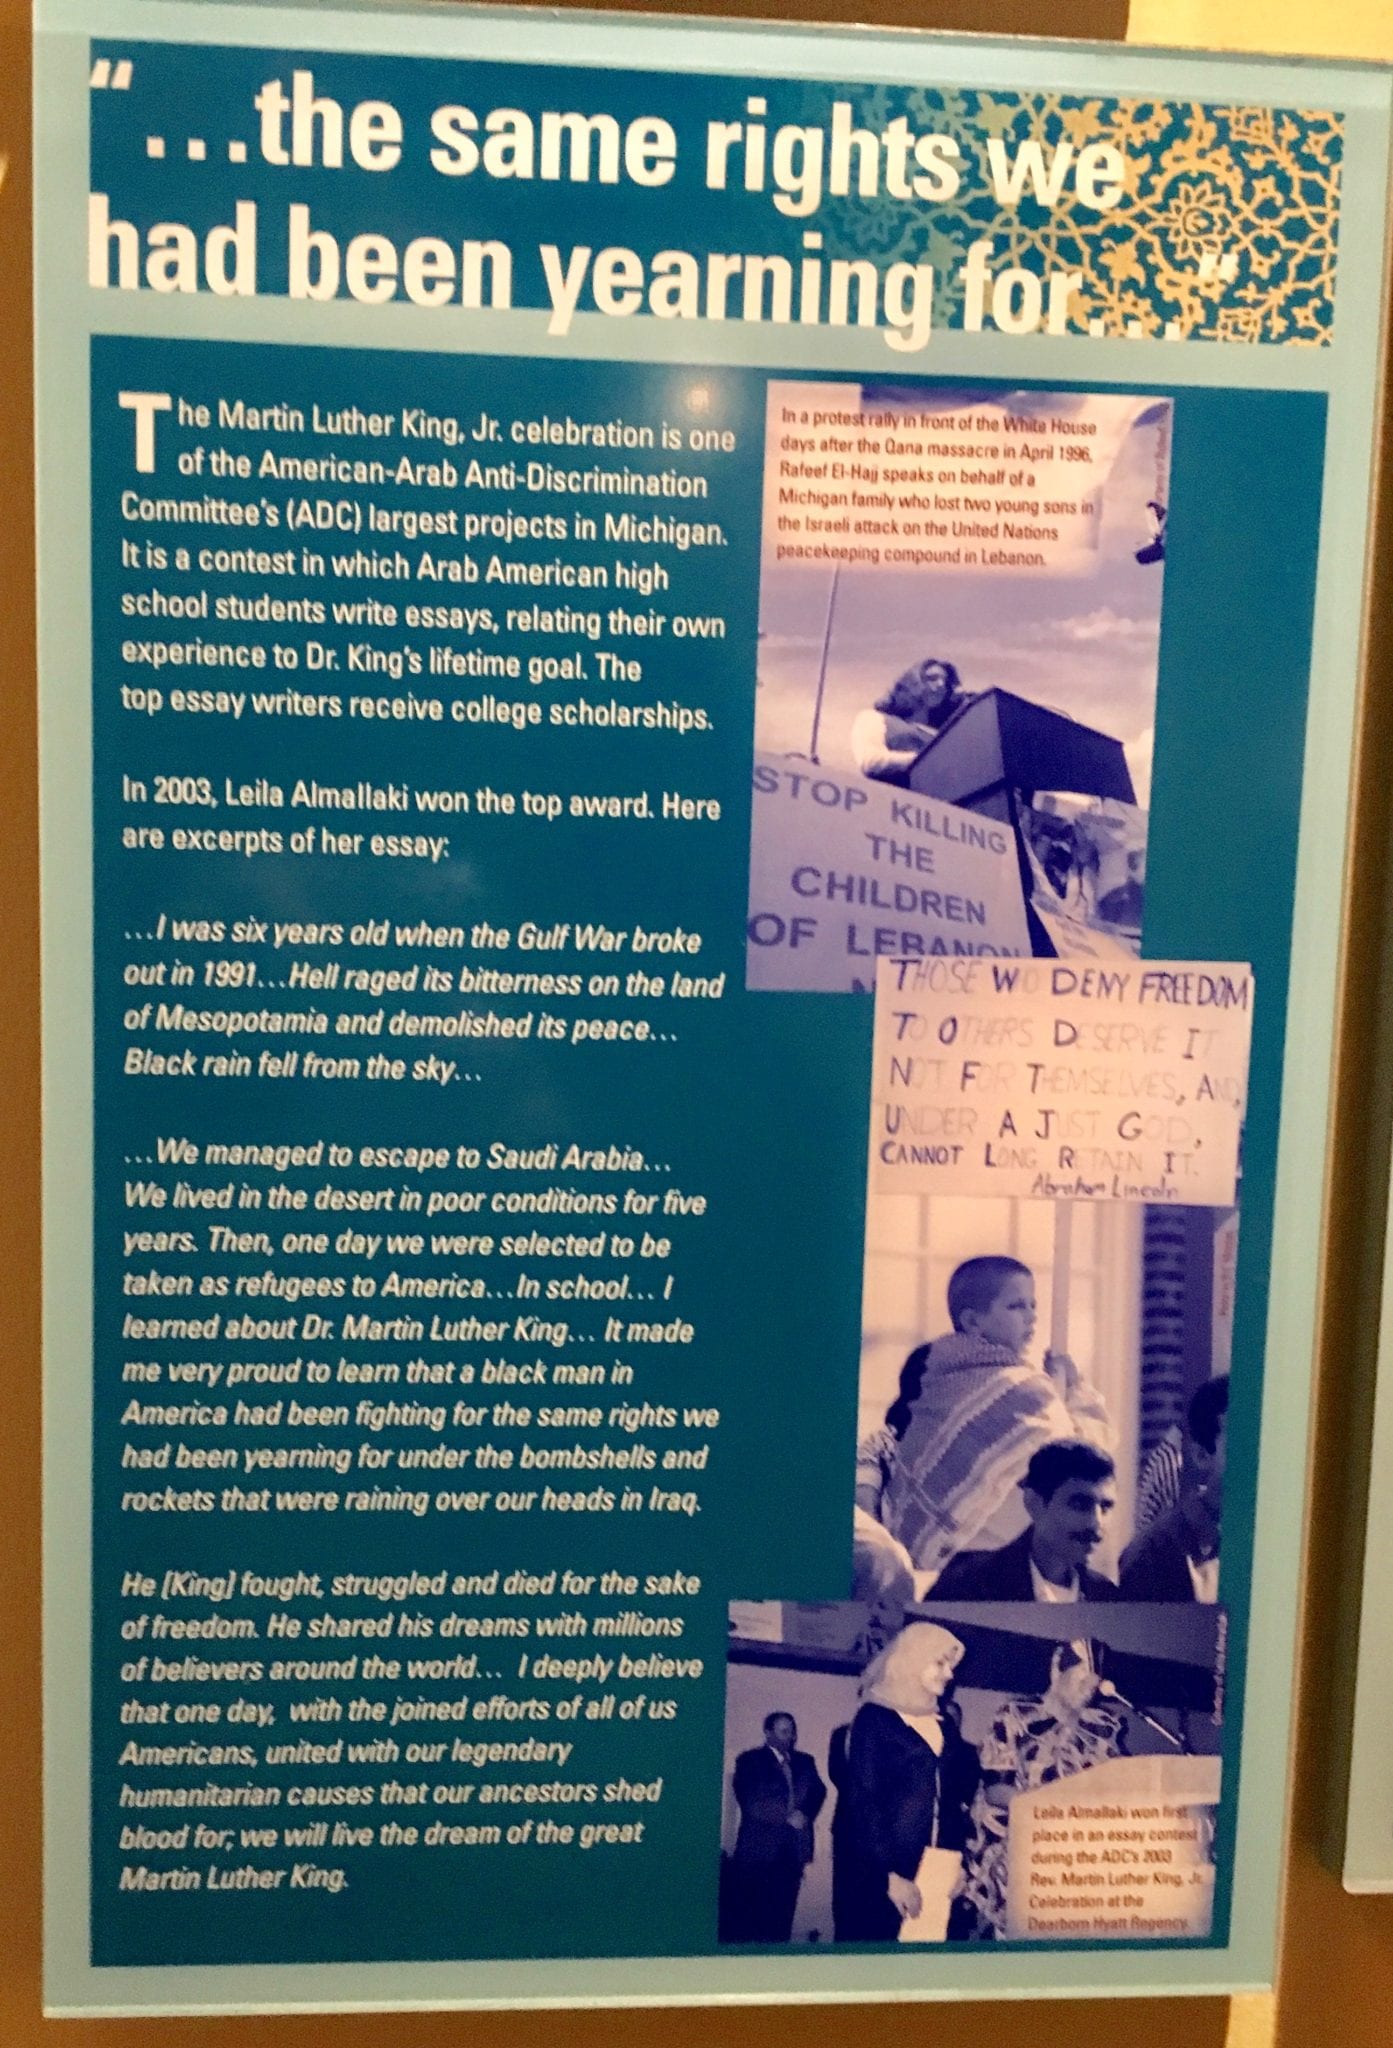 "...the same rights we
had been yearning for..."
The Martin Luther King, Jr. celebration is one
of the American-Arab Anti-Discrimination
Committee's (ADC) largest projects in Michigan.
It is a contest in which Arab American high
school students write essays, relating their own
experience to Dr. King's lifetime goal. The
top essay writers receive college scholarships.
In 2003, Leila Almallaki won the top award. Here
are excerpts of her essay:
...I was six years old when the Gulf War broke
out in 1991...Hell raged its bitterness on the land
of Mesopotamia and demolished its peace...
Black rain fell from the sky...
...We managed to escape to Saudi Arabia...
We lived in the desert in poor conditions for five
years. Then, one day we were selected to be
taken as refugees to America...In school... I
learned about Dr. Martin Luther King... It made
me very proud to learn that a black man in
America had been fighting for the same rights we
had been yearning for under the bombshells and
rockets that were raining over our heads in Iraq.
He [King] fought, struggled and died for the sake
of freedom. He shared his dreams with millions
of believers around the world... I deeply believe
that one day, with the joined efforts of all of us
Americans, united with our legendary
humanitarian causes that our ancestors shed
blood for; we will live the dream of the great
Martin Luther King.
In a protest rally in front of the White House
days after the Qana massacre in April 1996,
Rafeef El-Hajj speaks on behalf of a
Michigan family who lost two young sons in
the Israeli attack on the United Nations
peacekeeping compound in Lebanon.
STOP KILLING
THE
CHILDREN
OF LEBANON
THOSE WHO DENY FREEDOM
TO OTHERS DESERVE IT
NOT FOR THEMSELVES, AND,
UNDER A JUST GOD,
CANNOT LONG RETAIN IT.
Abraham Lincoln
Leila Almallaki won first
place in an essay contest
during the ADC's 2003
Rev. Martin Luther King, Jr.
Celebration at the
Dearborn Hyatt Regency.